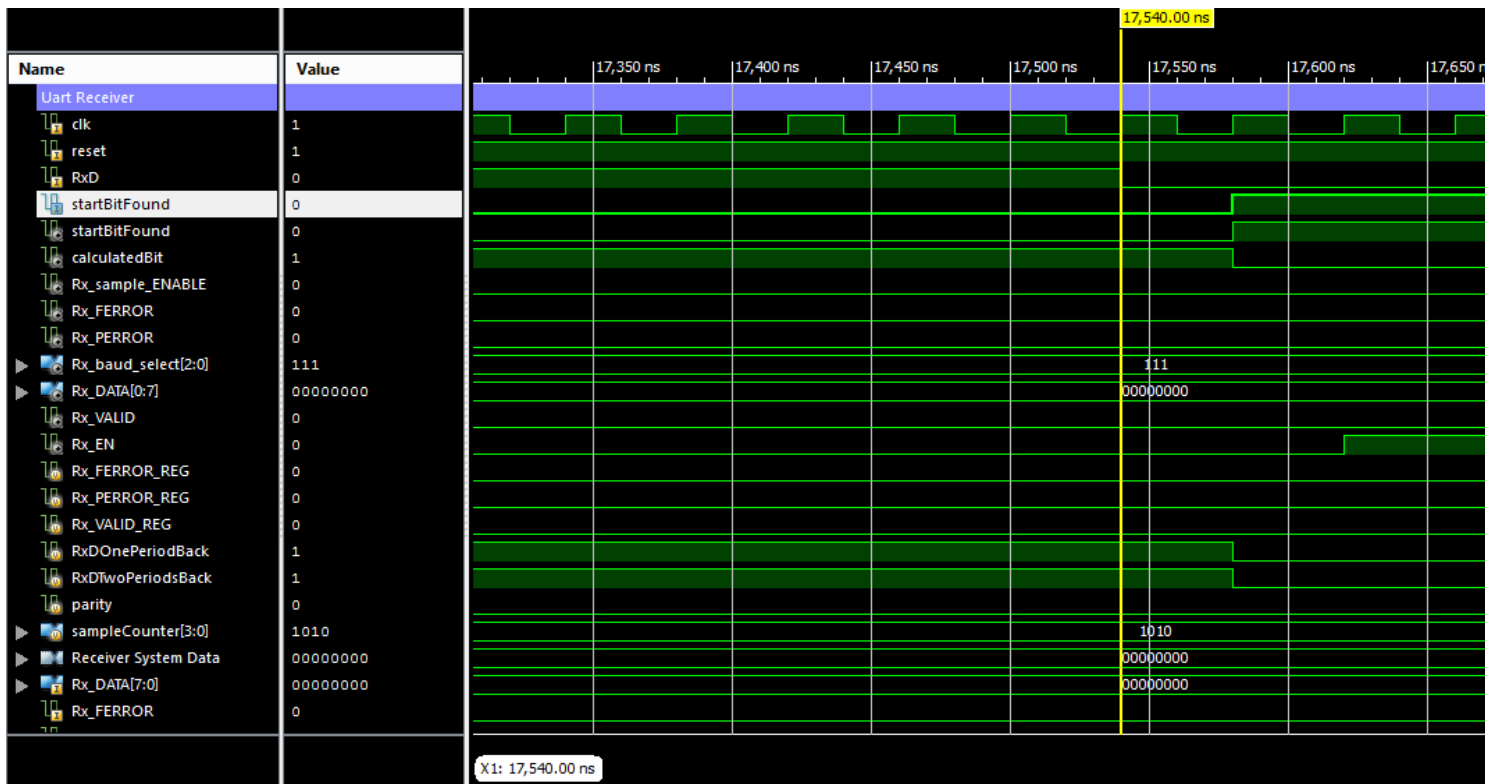 17,540.00 ns
Name Value |17,350 ns |17,400 ns |17,450 ns |17,500 ns |17,550 ns |17,600 ns |17,650 n
Uart Receiver
clk 1
reset 1
RxD 0
startBitFound 0
startBitFound 0
calculatedBit 1
Rx_sample_ENABLE 0
Rx_FERROR 0
Rx_PERROR 0
Rx_baud_select[2:0] 111 111
Rx_DATA[0:7] 00000000 00000000
Rx_VALID 0
Rx_EN 0
Rx_FERROR_REG 0
Rx_PERROR_REG 0
Rx_VALID_REG 0
RxDOnePeriodBack 1
RxDTwoPeriodsBack 1
parity 0
sampleCounter[3:0] 1010 1010
Receiver System Data 00000000 00000000
Rx_DATA[7:0] 00000000 00000000
Rx_FERROR 0
X1: 17,540.00 ns